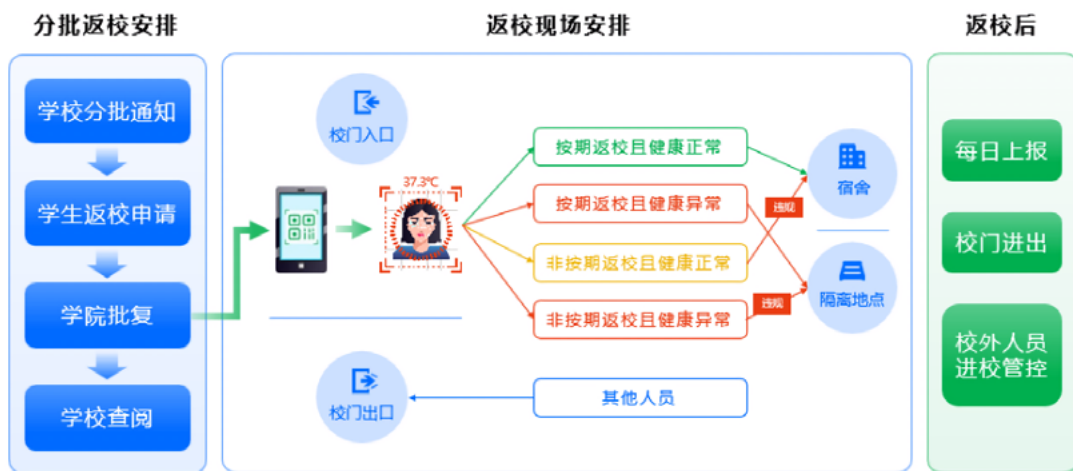 分批返校安排
返校现场安排
返校后
学校分批通知
学生返校申请
学院批复
学校查阅
校门入口
37.3℃
按期返校且健康正常
按期返校且健康异常
非按期返校且健康正常
非按期返校且健康异常
违规
违规
宿舍
隔离地点
校门出口
其他人员
每日上报
校门进出
校外人员
进校管控